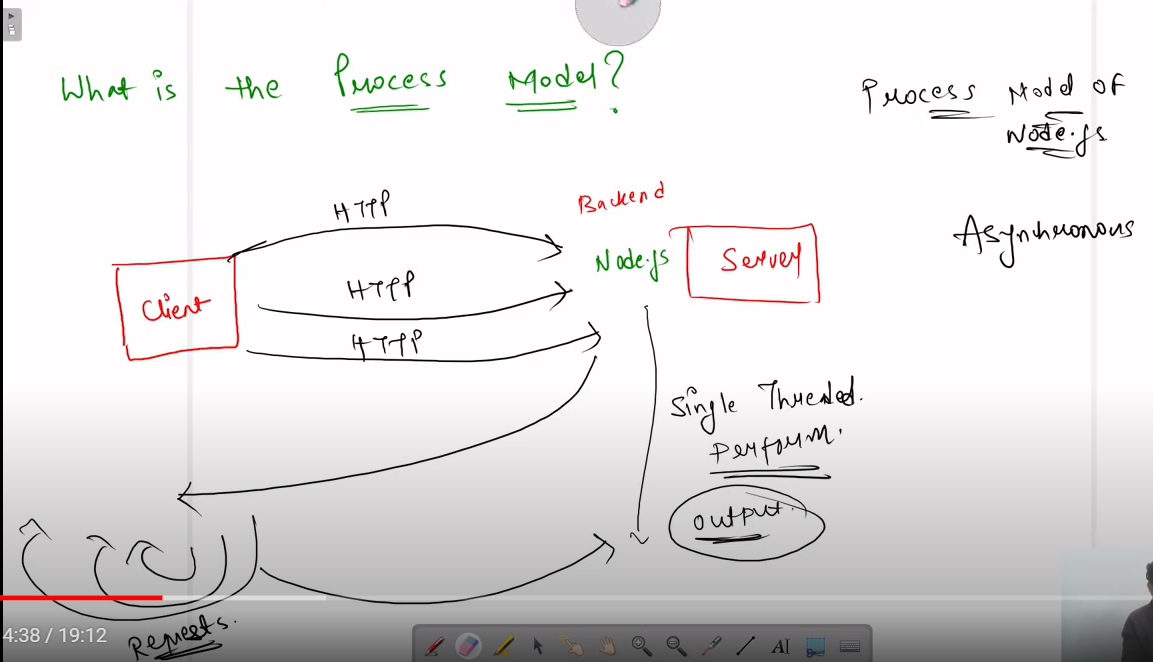 What is the Process Model?
Process Model of
Node.js
HTTP
Backend
Asynchronous
Node.js
Server
HTTP
Client
HTTP
Single Threaded.
Perform.
output.
4:38 / 19:12
Repeats.
AI